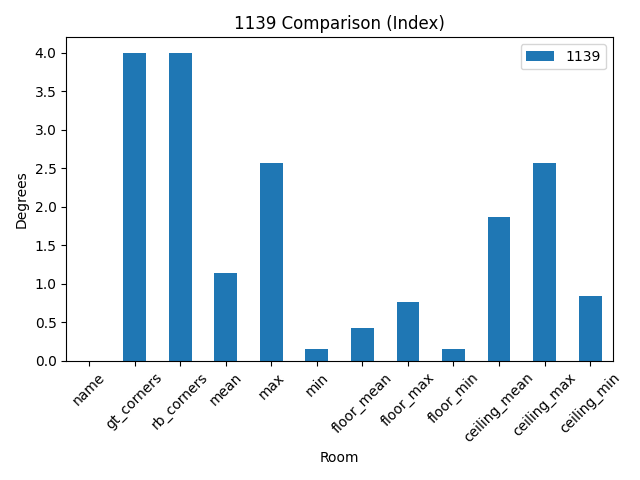 1139 Comparison (Index)
1139
Degrees
4.0
3.5
3.0
2.5
2.0
1.5
1.0
0.5
0.0
name
gt_corners
rb_corners
mean
max
min
floor_mean
floor_max
floor_min
ceiling_mean
ceiling_max
ceiling_min
Room